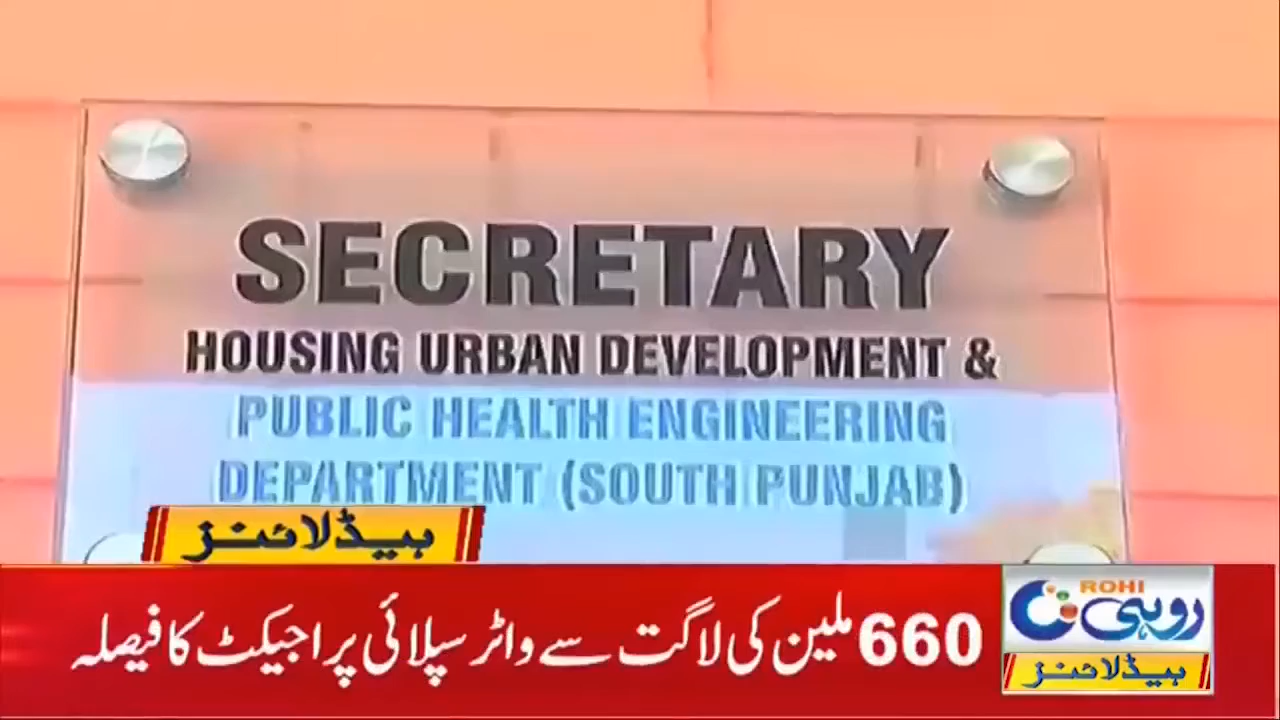 SECRETARY
HOUSING URBAN DEVELOPMENT &
PUBLIC HEALTH ENGINEERING
DEPARTMENT (SOUTH PUNJAB)
ہیڈلائنز
660 ملین کی لاگت سے واٹر سپلائی پراجیکٹ کا فیصلہ
ROHI
روہی
ہیڈلائنز